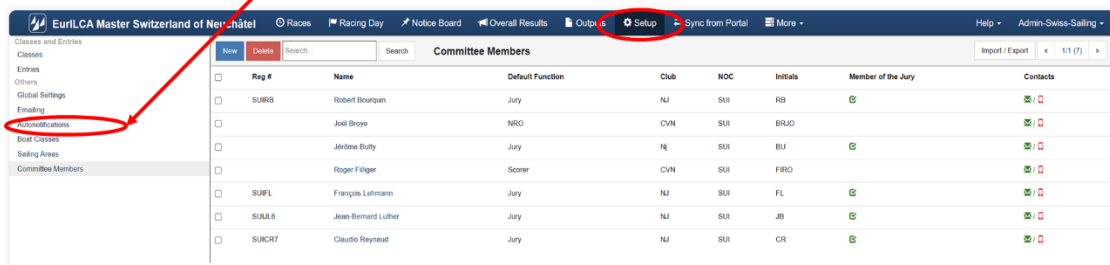 EurILCA Master Switzerland of Neuchâtel Races Racing Day Notice Board Overall Results Outputs Setup Sync from Portal More Help Admin-Swiss-Sailing
Classes and Entries
Classes
Entries
Others
Global Settings
Emailing
Autonotifications
Boat Classes
Sailing Areas
Committee Members
New Delete Search... Search Committee Members Import / Export « 1/1 (7) »
Reg # Name Default Function Club NOC Initials Member of the Jury Contacts
SUIRB Robert Bourquin Jury NJ SUI RB /
Joël Broye NRO CVN SUI BRJO /
Jérôme Butty Jury Nj SUI BU /
Roger Filliger Scorer CVN SUI FIRO /
SUIFL François Lehmann Jury NJ SUI FL /
SUIJL6 Jean-Bernard Luther Jury NJ SUI JB /
SUICR7 Claudio Reynaud Jury NJ SUI CR /